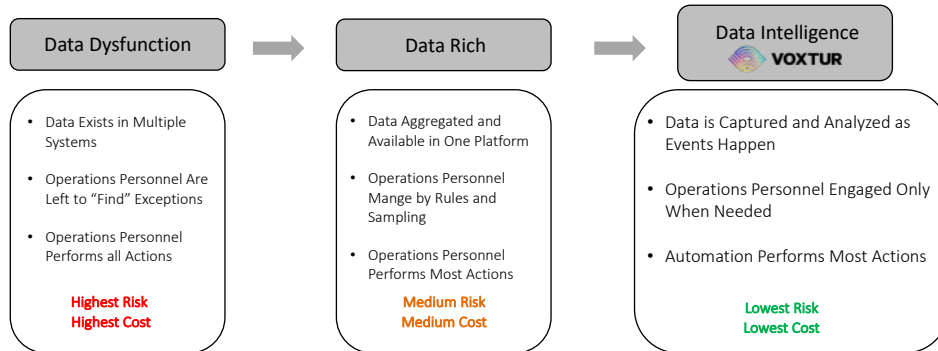 Data Dysfunction
• Data Exists in Multiple
Systems
• Operations Personnel Are
Left to “Find” Exceptions
• Operations Personnel
Performs all Actions
Highest Risk
Highest Cost
Data Rich
• Data Aggregated and
Available in One Platform
• Operations Personnel
Mange by Rules and
Sampling
• Operations Personnel
Performs Most Actions
Medium Risk
Medium Cost
Data Intelligence
VOXTUR
• Data is Captured and Analyzed as
Events Happen
• Operations Personnel Engaged Only
When Needed
• Automation Performs Most Actions
Lowest Risk
Lowest Cost